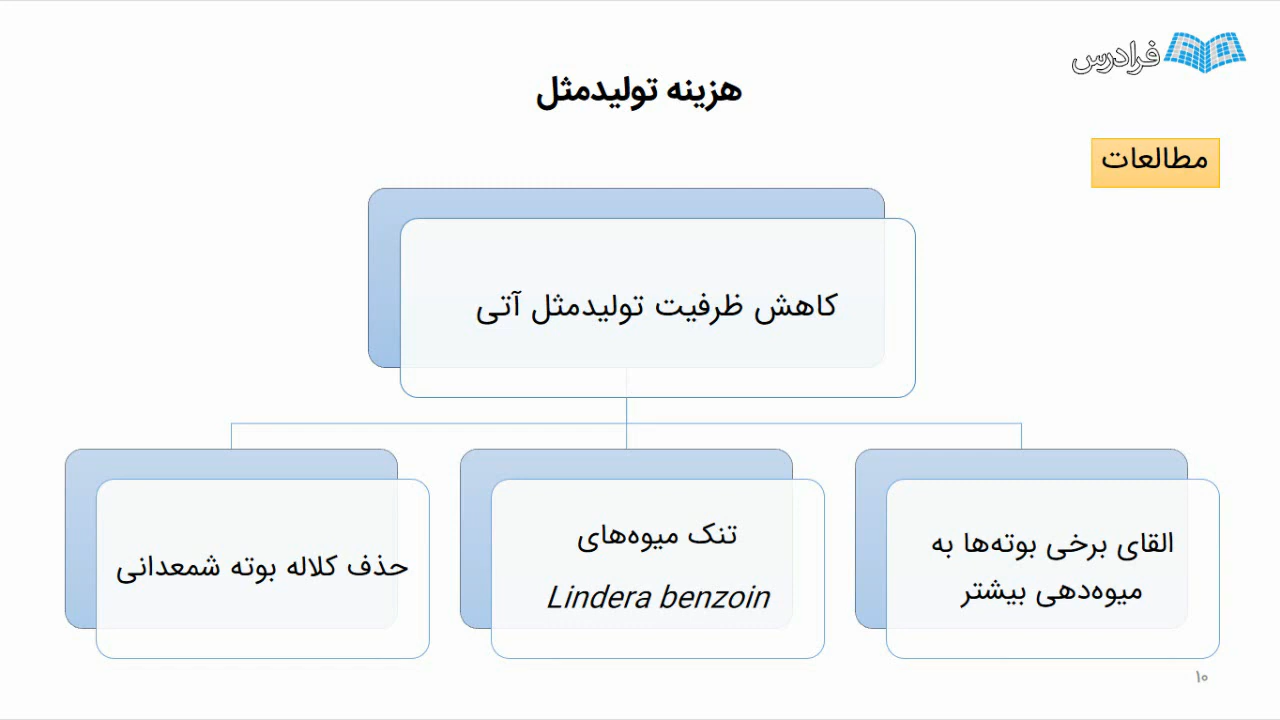 فرادرس
هزینه تولیدمثل
مطالعات
کاهش ظرفیت تولیدمثل آتی
القای برخی بوته‌ها به
میوه‌دهی بیشتر
تنک میوه‌های
Lindera benzoin
حذف کلاله بوته شمعدانی
۱۰